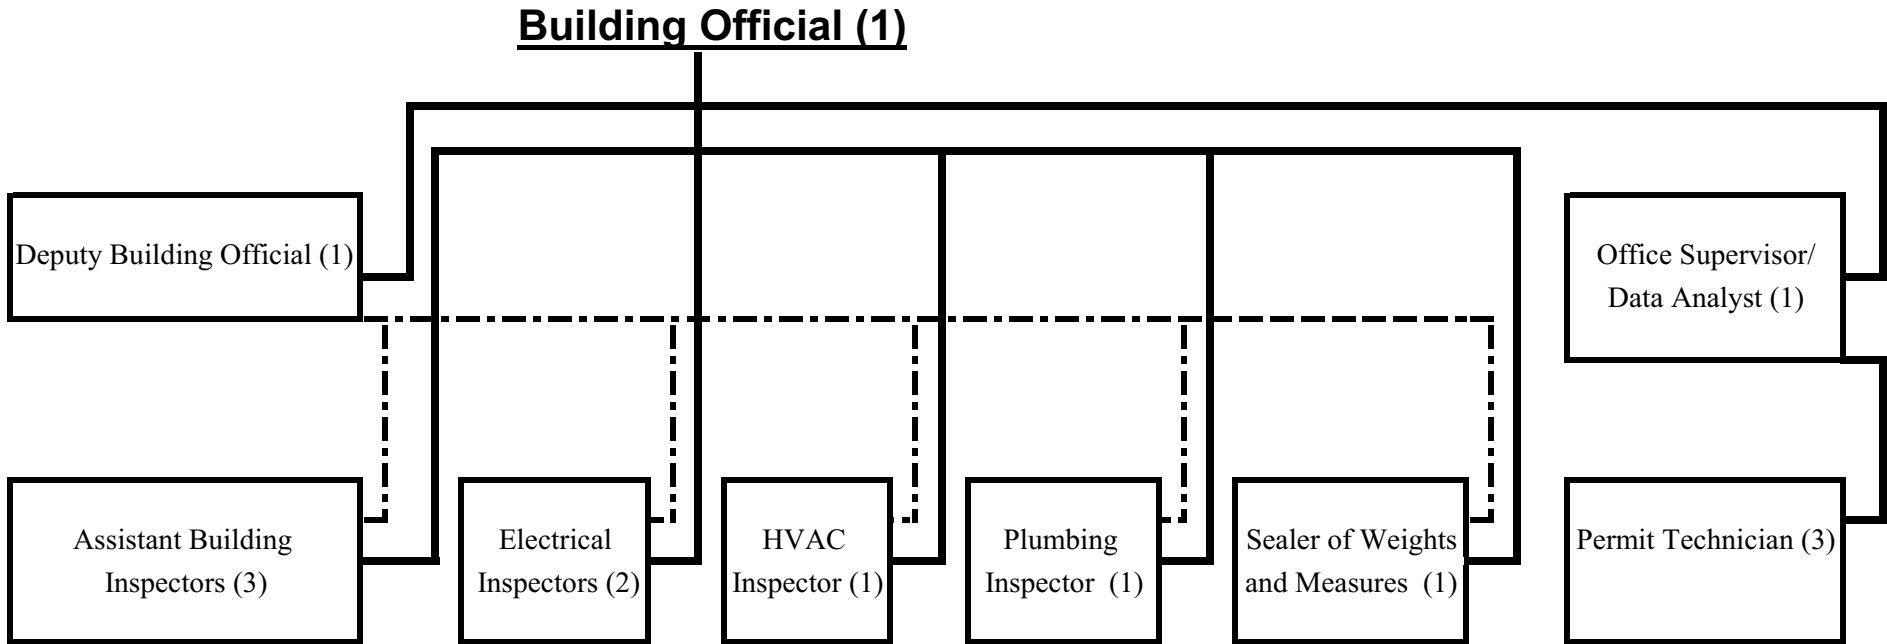 Building Official (1)
Deputy Building Official (1)
Office Supervisor/
Data Analyst (1)
Assistant Building
Inspectors (3)
Electrical
Inspectors (2)
HVAC
Inspector (1)
Plumbing
Inspector  (1)
Sealer of Weights
and Measures  (1)
Permit Technician (3)